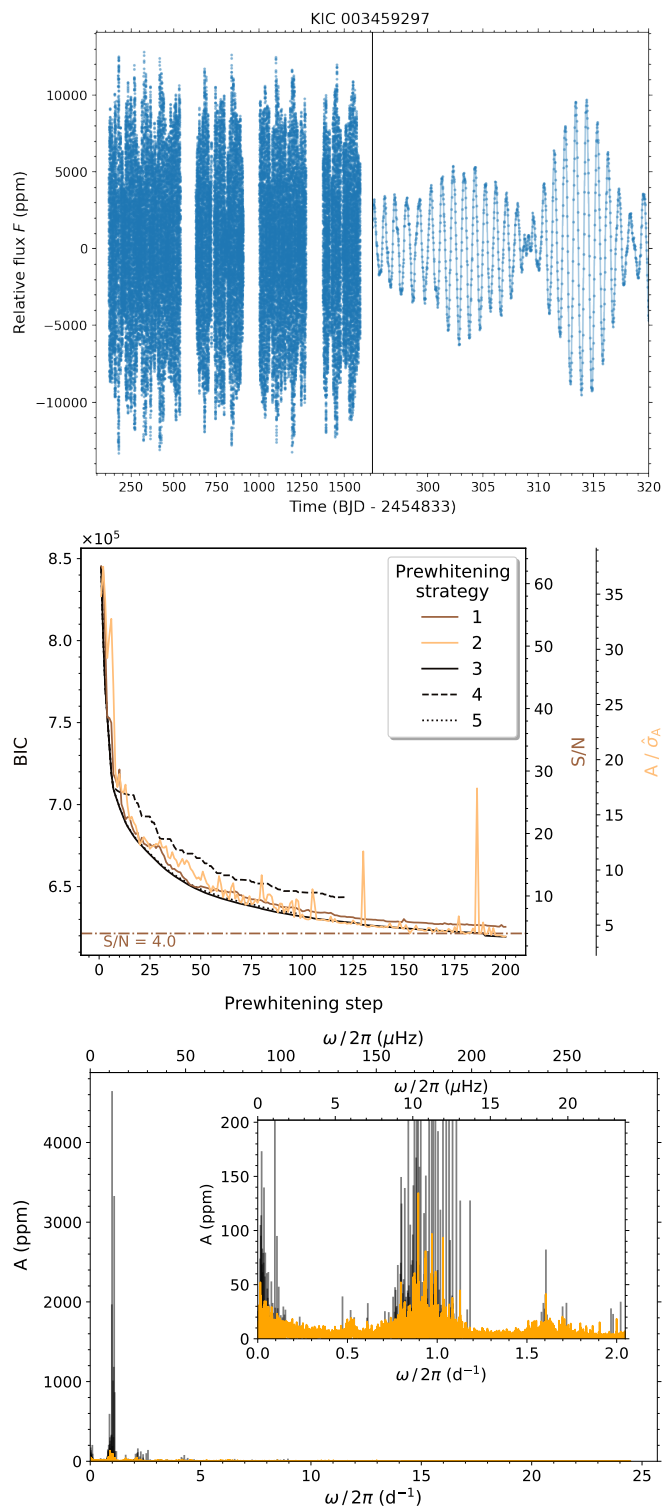 KIC 003459297
Relative flux F (ppm)
10000
5000
0
−5000
−10000
250 500 750 1000 1250 1500
300 305 310 315 320
Time (BJD - 2454833)
×10⁵
8.5
8.0
7.5
7.0
6.5
BIC
Prewhitening
strategy
1
2
3
4
5
60
50
40
30
20
10
S/N
35
30
25
20
15
10
5
A / σ̂_A
S/N = 4.0
0 25 50 75 100 125 150 175 200
Prewhitening step
ω/2π (μHz)
0 50 100 150 200 250
A (ppm)
4000
3000
2000
1000
0
ω/2π (μHz)
0 5 10 15 20
A (ppm)
200
150
100
50
0
0.0 0.5 1.0 1.5 2.0
ω/2π (d⁻¹)
0 5 10 15 20 25
ω/2π (d⁻¹)